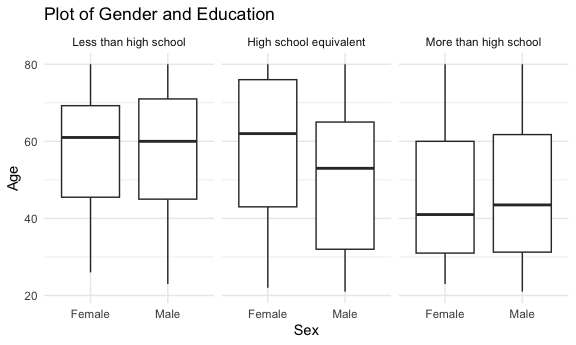 Plot of Gender and Education
Less than high school
High school equivalent
More than high school
80
60
40
20
Age
Female
Male
Female
Male
Female
Male
Sex